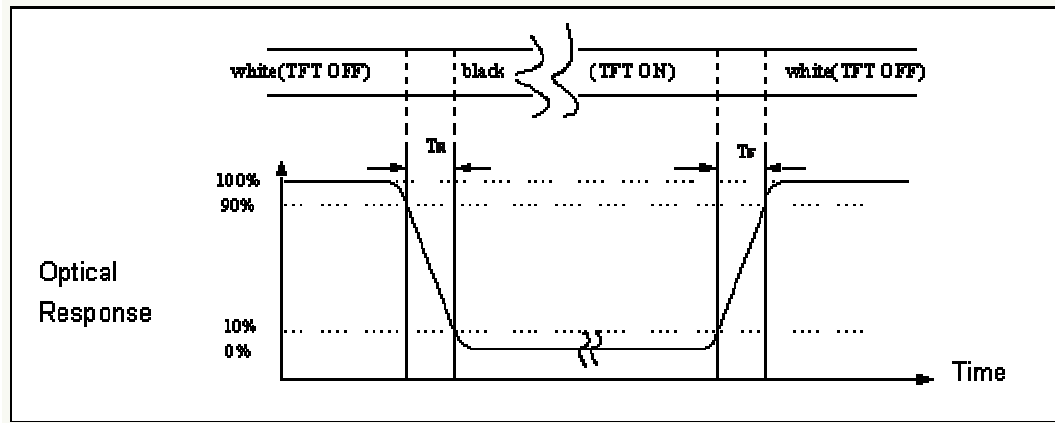 white(TFT OFF) black (TFT ON) white(TFT OFF)
TR TF
100%
90%
Optical
Response
10%
0%
Time